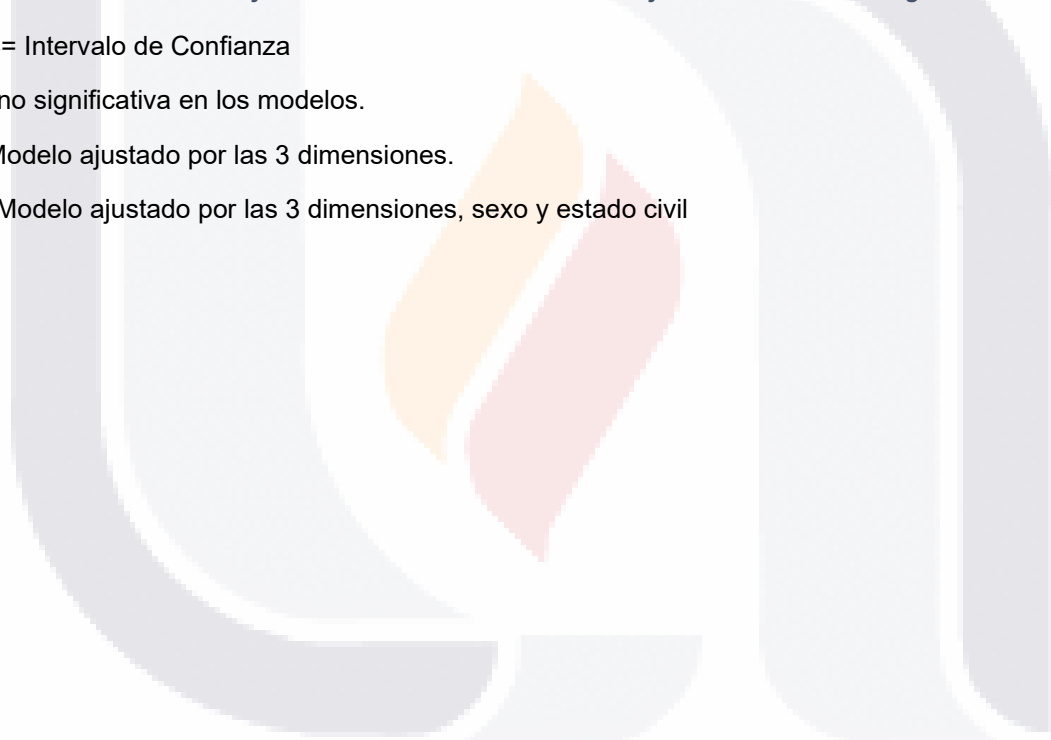 = Intervalo de Confianza
no significativa en los modelos.
Modelo ajustado por las 3 dimensiones.
Modelo ajustado por las 3 dimensiones, sexo y estado civil